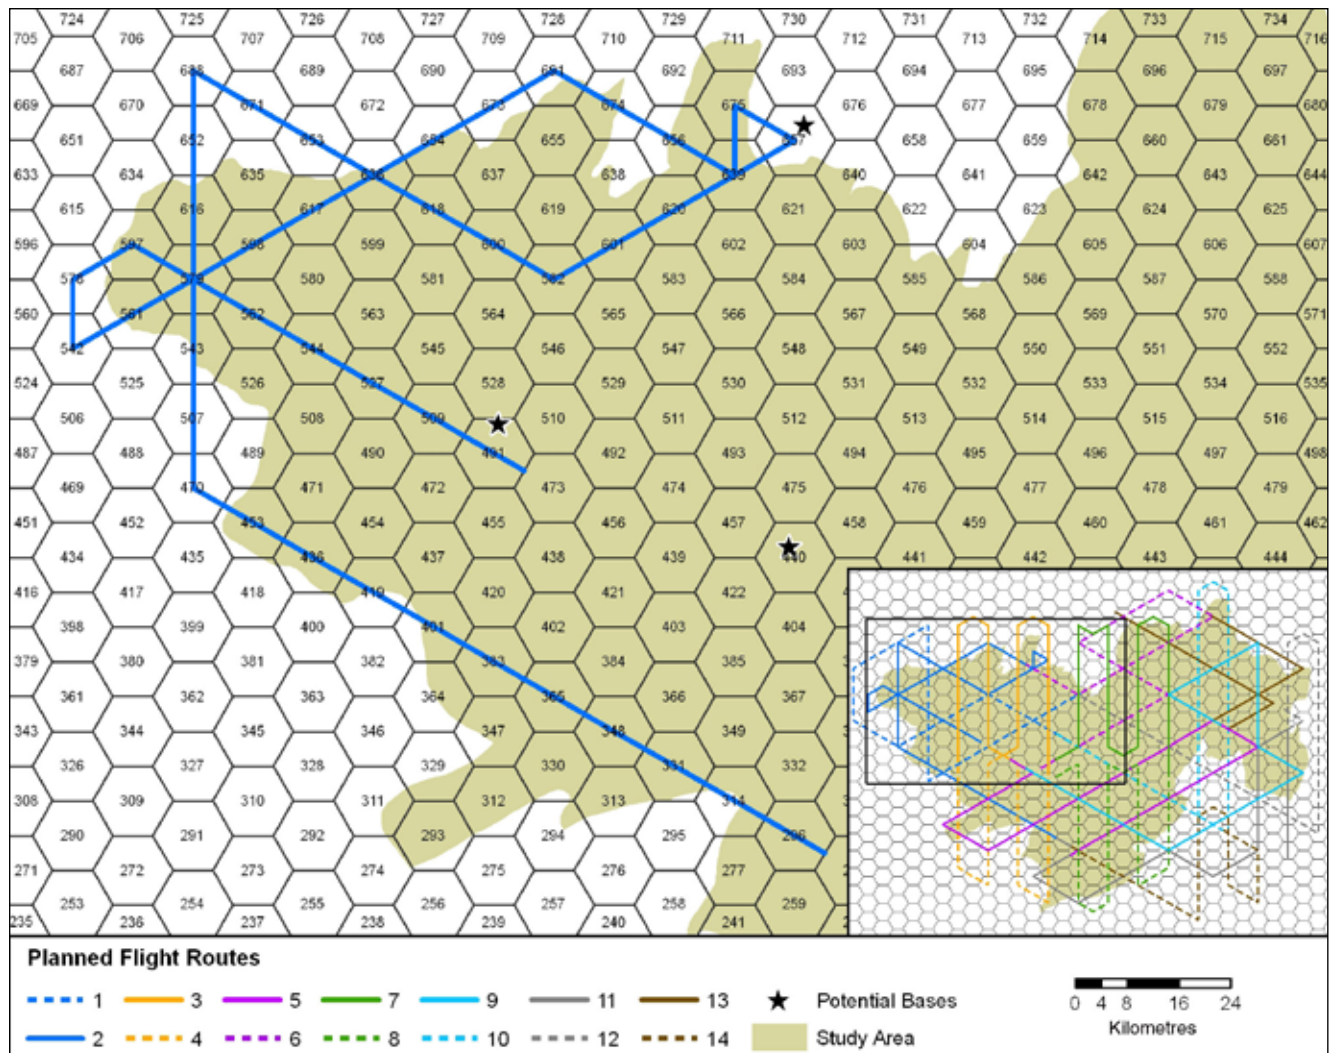 724 725 726 727 728 729 730 731 732 733 734
705 706 707 708 709 710 711 712 713 714 715 716
687 688 689 690 691 692 693 694 695 696 697
669 670 671 672 673 674 675 676 677 678 679 680
651 652 653 654 655 656 657 658 659 660 661
633 634 635 636 637 638 639 640 641 642 643 644
615 616 617 618 619 620 621 622 623 624 625
596 597 598 599 600 601 602 603 604 605 606 607
578 579 580 581 582 583 584 585 586 587 588
560 561 562 563 564 565 566 567 568 569 570 571
542 543 544 545 546 547 548 549 550 551 552
524 525 526 527 528 529 530 531 532 533 534 535
506 507 508 509 510 511 512 513 514 515 516
487 488 489 490 491 492 493 494 495 496 497 498
469 470 471 472 473 474 475 476 477 478 479
451 452 453 454 455 456 457 458 459 460 461 462
434 435 436 437 438 439 440 441 442 443 444
416 417 418 419 420 421 422
398 399 400 401 402 403 404
379 380 381 382 383 384 385
361 362 363 364 365 366 367
343 344 345 346 347 348 349
326 327 328 329 330 331 332
308 309 310 311 312 313 314
290 291 292 293 294 295 296
271 272 273 274 275 276 277
253 254 255 256 257 258 259
235 236 237 238 239 240 241
Planned Flight Routes
1 3 5 7 9 11 13 Potential Bases
2 4 6 8 10 12 14 Study Area
0 4 8 16 24
Kilometres